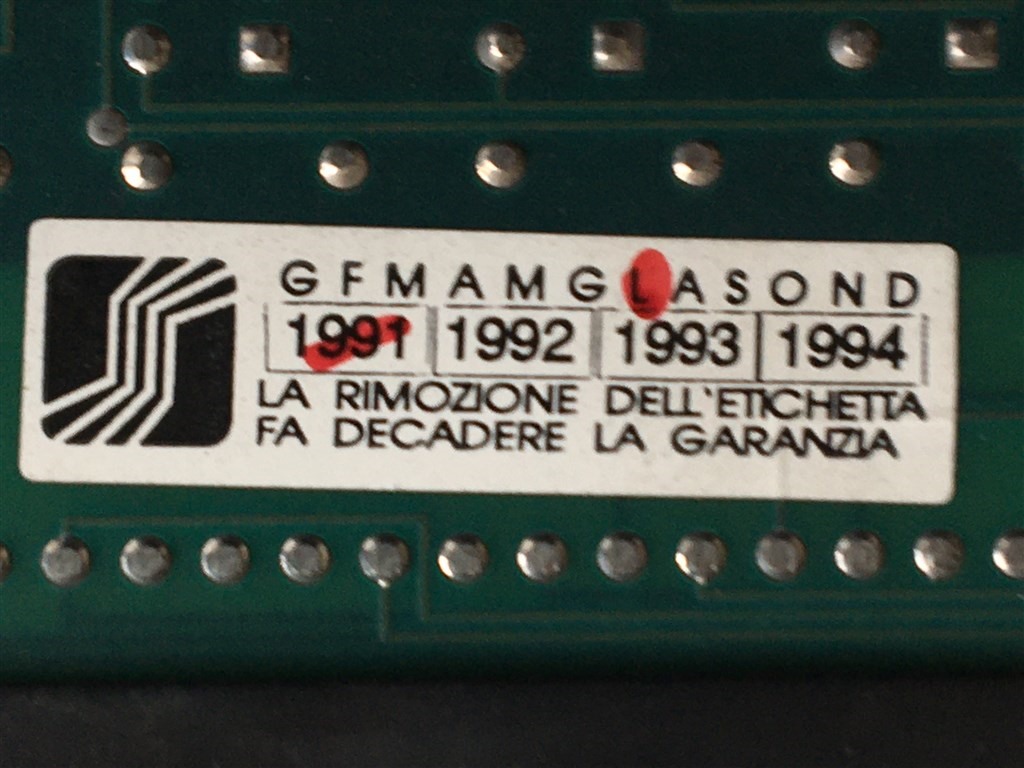 G F M A M G L A S O N D
1991 1992 1993 1994
LA RIMOZIONE DELL'ETICHETTA
FA DECADERE LA GARANZIA